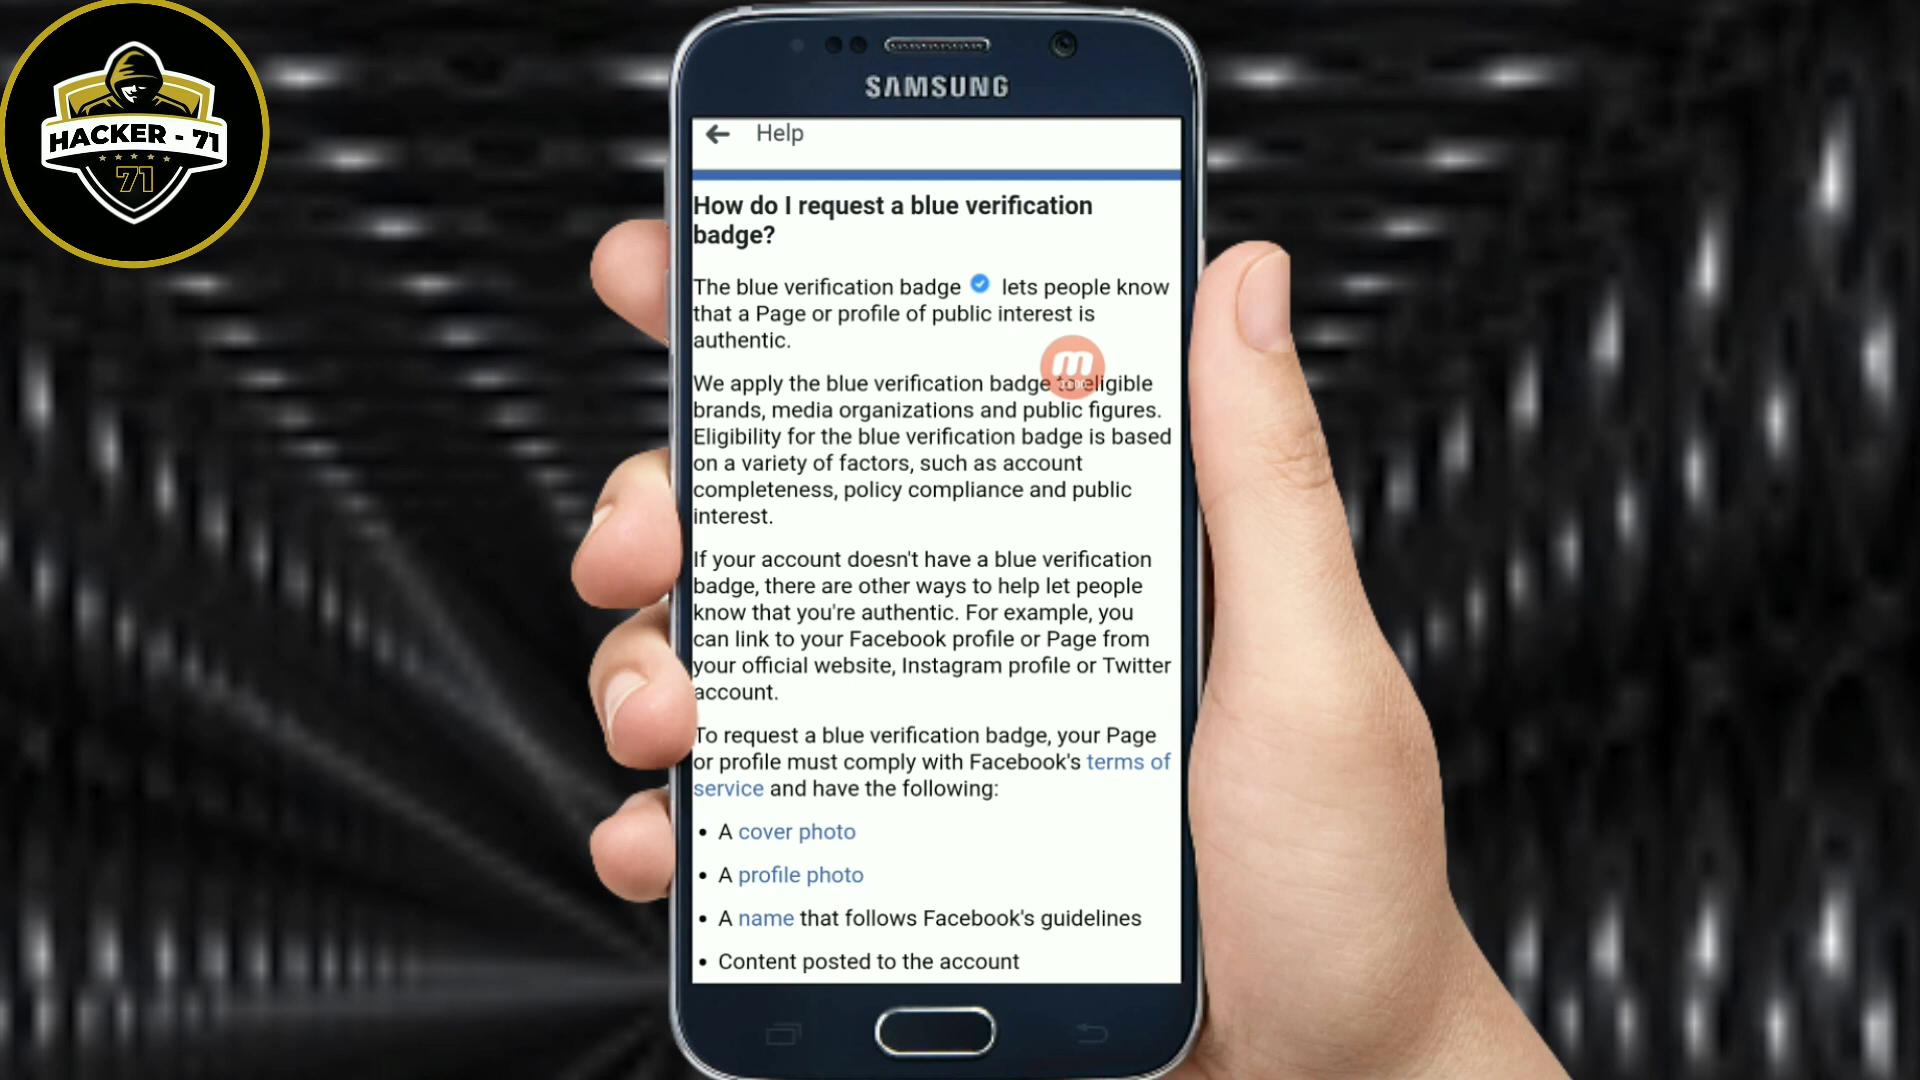 HACKER - 71
71
SAMSUNG
Help
How do I request a blue verification
badge?
The blue verification badge lets people know
that a Page or profile of public interest is
authentic.
We apply the blue verification badge to eligible
brands, media organizations and public figures.
Eligibility for the blue verification badge is based
on a variety of factors, such as account
completeness, policy compliance and public
interest.
If your account doesn't have a blue verification
badge, there are other ways to help let people
know that you're authentic. For example, you
can link to your Facebook profile or Page from
your official website, Instagram profile or Twitter
account.
To request a blue verification badge, your Page
or profile must comply with Facebook's terms of
service and have the following:
• A cover photo
• A profile photo
• A name that follows Facebook's guidelines
• Content posted to the account